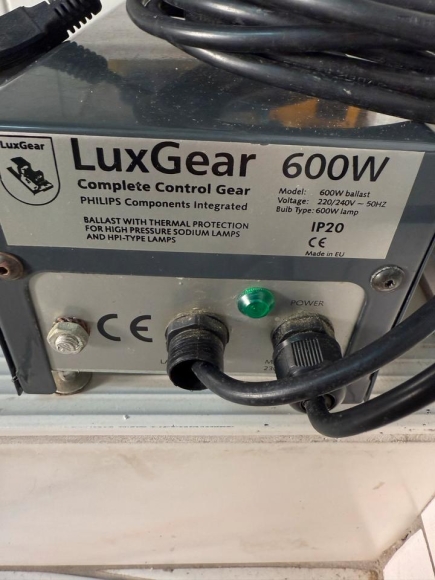 LuxGear
LuxGear 600W
Complete Control Gear
PHILIPS Components Integrated
BALLAST WITH THERMAL PROTECTION
FOR HIGH PRESSURE SODIUM LAMPS
AND HPI-TYPE LAMPS
Model: 600W ballast
Voltage: 220/240V ~ 50HZ
Bulb Type: 600W lamp
IP20
CE
Made in EU
POWER
CE